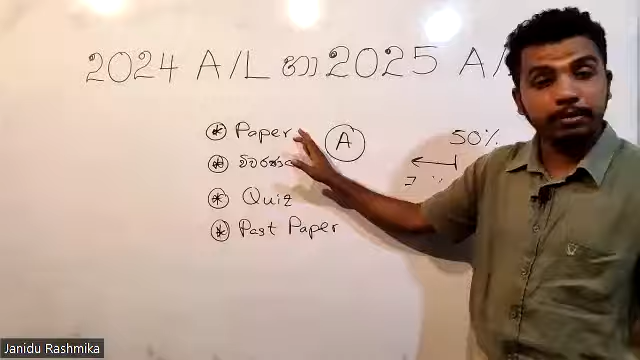 2024 A/L හා 2025 A/
Paper
A
50%
විවරණ
Quiz
Past Paper
Janidu Rashmika